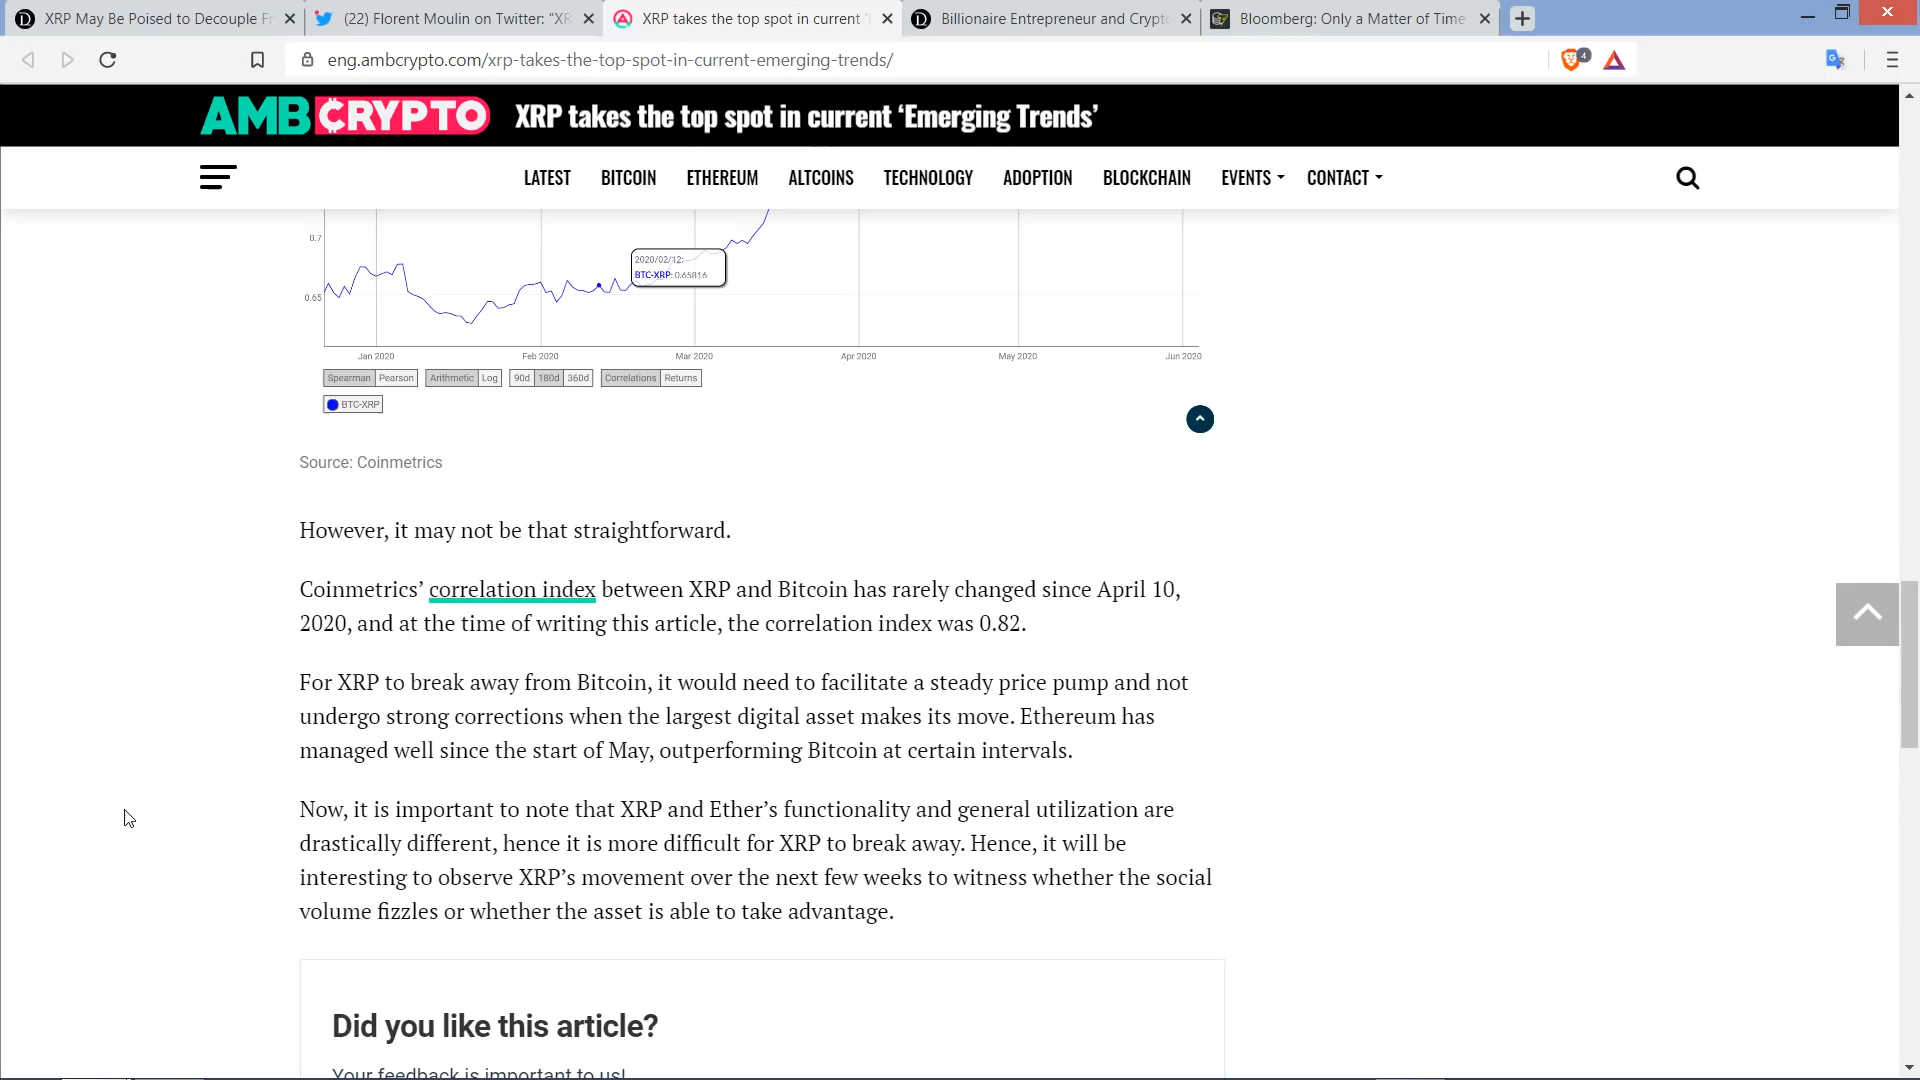 XRP May Be Poised to Decouple Fr
(22) Florent Moulin on Twitter: "XR
XRP takes the top spot in current 'E
Billionaire Entrepreneur and Crypto
Bloomberg: Only a Matter of Time
eng.ambcrypto.com/xrp-takes-the-top-spot-in-current-emerging-trends/
4
AMBCRYPTO
XRP takes the top spot in current ‘Emerging Trends’
LATEST BITCOIN ETHEREUM ALTCOINS TECHNOLOGY ADOPTION BLOCKCHAIN EVENTS CONTACT
0.7
2020/02/12:
BTC-XRP: 0.65816
0.65
Jan 2020 Feb 2020 Mar 2020 Apr 2020 May 2020 Jun 2020
Spearman Pearson Arithmetic Log 90d 180d 360d Correlations Returns
BTC-XRP
Source: Coinmetrics
However, it may not be that straightforward.
Coinmetrics’ correlation index between XRP and Bitcoin has rarely changed since April 10,
2020, and at the time of writing this article, the correlation index was 0.82.
For XRP to break away from Bitcoin, it would need to facilitate a steady price pump and not
undergo strong corrections when the largest digital asset makes its move. Ethereum has
managed well since the start of May, outperforming Bitcoin at certain intervals.
Now, it is important to note that XRP and Ether’s functionality and general utilization are
drastically different, hence it is more difficult for XRP to break away. Hence, it will be
interesting to observe XRP’s movement over the next few weeks to witness whether the social
volume fizzles or whether the asset is able to take advantage.
Did you like this article?
Your feedback is important to us!